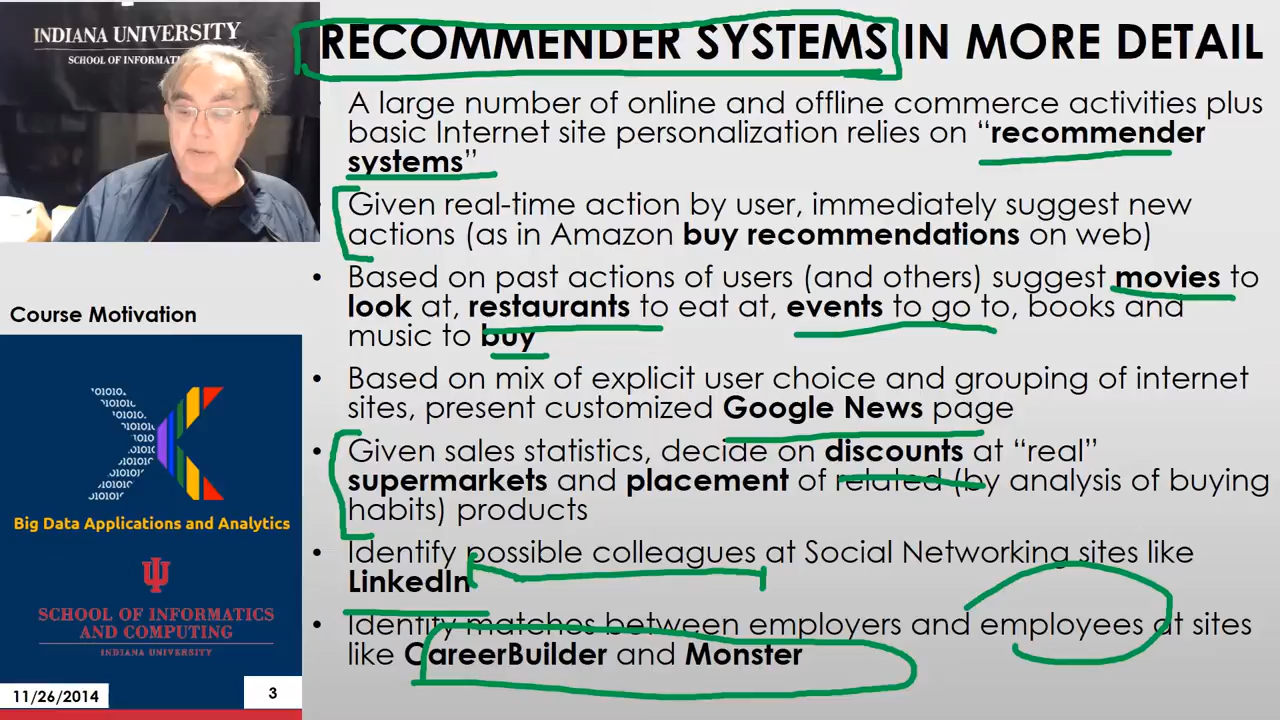 INDIANA UNIVERSITY
RECOMMENDER SYSTEMS IN MORE DETAIL
A large number of online and offline commerce activities plus
basic Internet site personalization relies on “recommender
systems”
Given real-time action by user, immediately suggest new
actions (as in Amazon buy recommendations on web)
• Based on past actions of users (and others) suggest movies to
look at, restaurants to eat at, events to go to, books and
music to buy
• Based on mix of explicit user choice and grouping of internet
sites, present customized Google News page
• Given sales statistics, decide on discounts at “real”
supermarkets and placement of related (by analysis of buying
habits) products
• Identify possible colleagues at Social Networking sites like
LinkedIn
• Identify matches between employers and employees at sites
like CareerBuilder and Monster
Course Motivation
Big Data Applications and Analytics
SCHOOL OF INFORMATICS
AND COMPUTING
INDIANA UNIVERSITY
11/26/2014
3